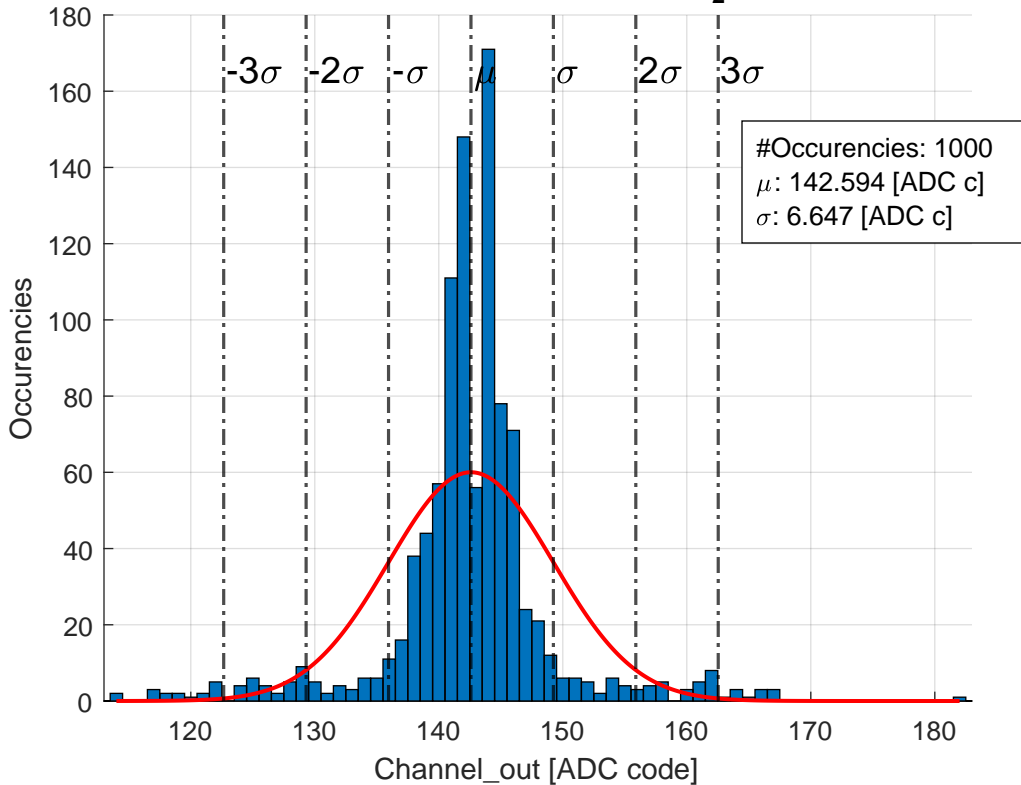 180
160
140
120
100
80
60
40
20
0
-3σ -2σ -σ μ σ 2σ 3σ
#Occurencies: 1000
μ: 142.594 [ADC c]
σ: 6.647 [ADC c]
Occurencies
120 130 140 150 160 170 180
Channel_out [ADC code]